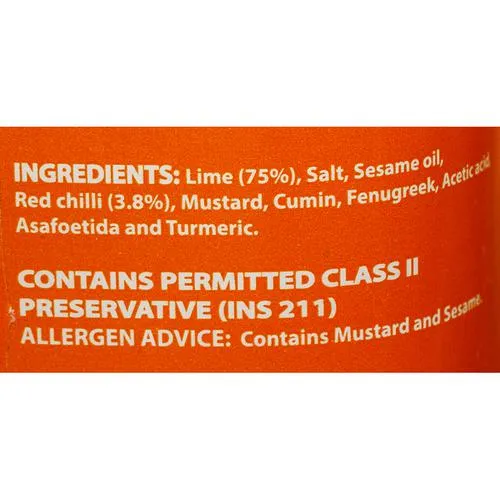 INGREDIENTS: Lime (75%), Salt, Sesame oil,
Red chilli (3.8%), Mustard, Cumin, Fenugreek, Acetic acid,
Asafoetida and Turmeric.
CONTAINS PERMITTED CLASS II
PRESERVATIVE (INS 211)
ALLERGEN ADVICE: Contains Mustard and Sesame.